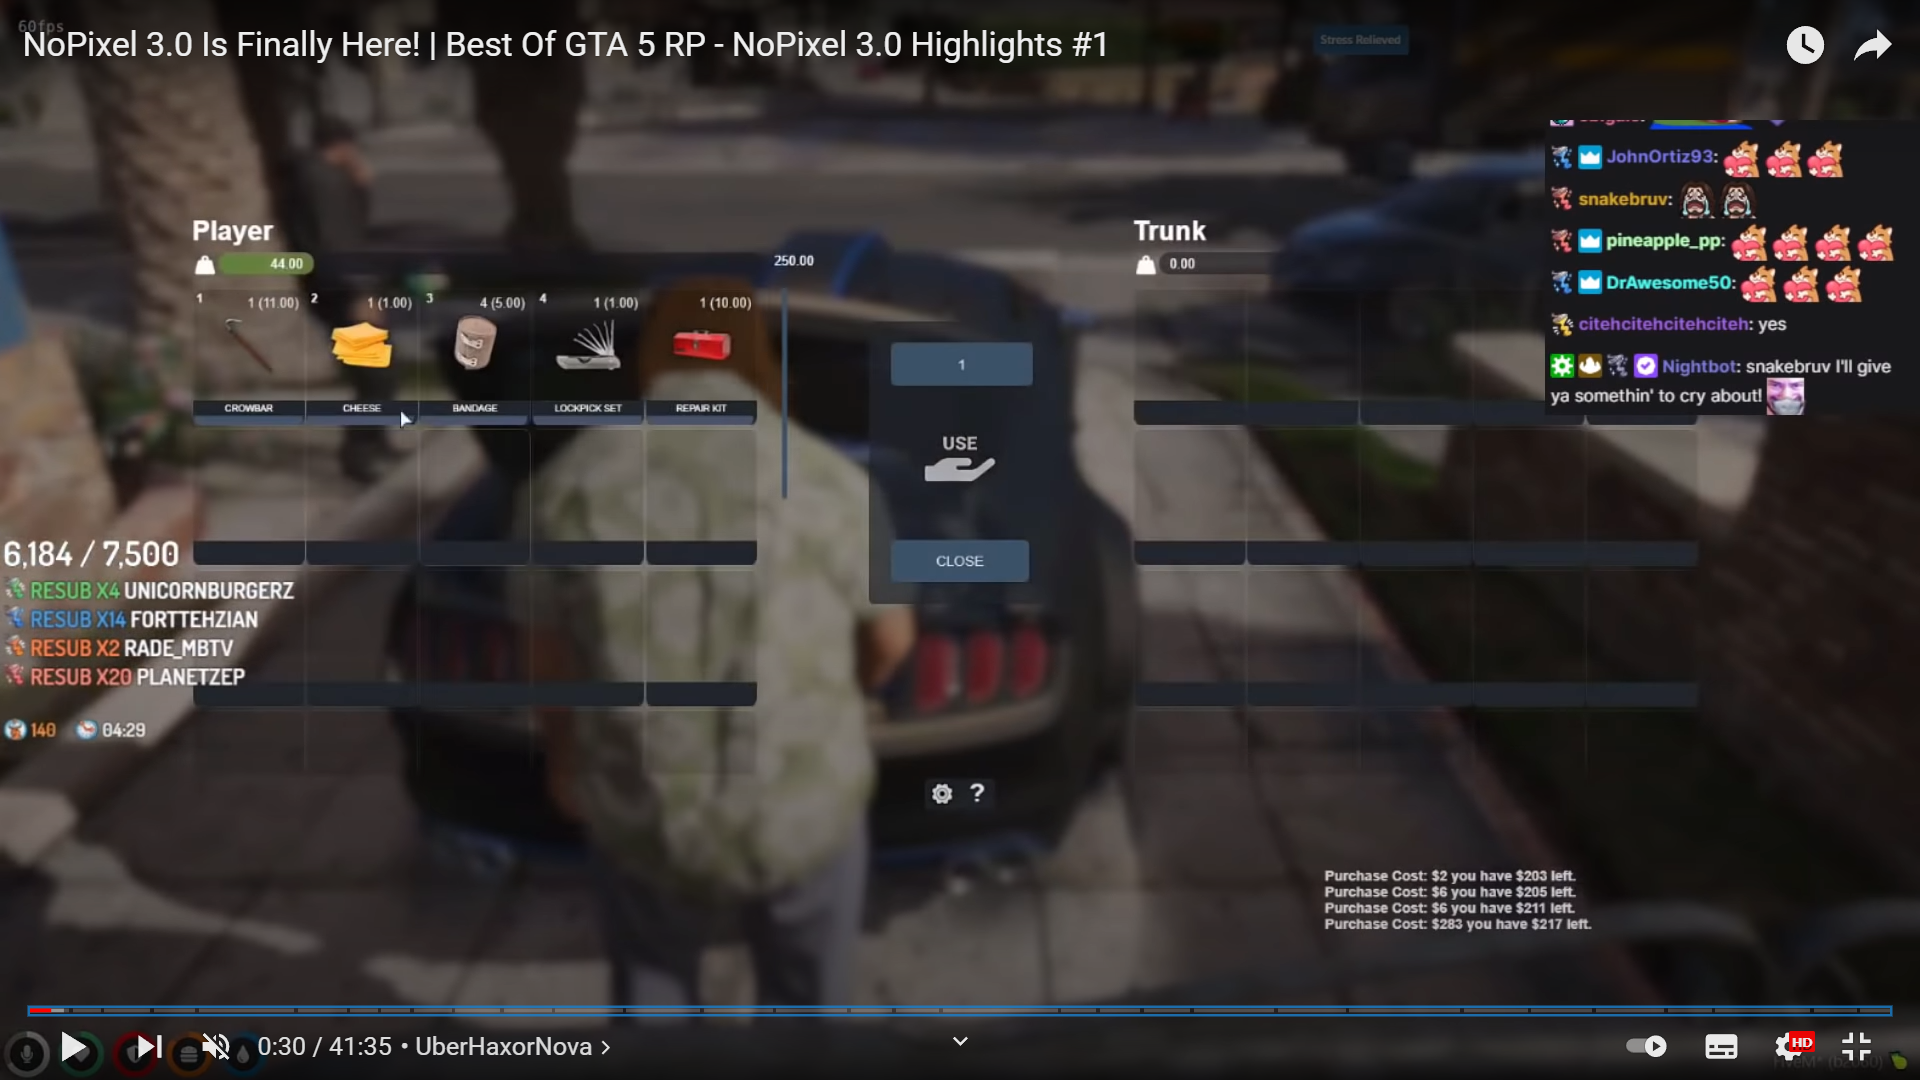 60fps
NoPixel 3.0 Is Finally Here! | Best Of GTA 5 RP - NoPixel 3.0 Highlights #1
Stress Relieved
JohnOrtiz93:
snakebruv:
pineapple_pp:
DrAwesome50:
citehcitehcitehciteh: yes
Nightbot: snakebruv I'll give
ya somethin' to cry about!
Player
44.00
250.00
Trunk
0.00
1 1 (11.00) 2 1 (1.00) 3 4 (5.00) 4 1 (1.00) 1 (10.00)
CROWBAR CHEESE BANDAGE LOCKPICK SET REPAIR KIT
1
USE
CLOSE
?
6,184 / 7,500
RESUB X4 UNICORNBURGERZ
RESUB X14 FORTTEHZIAN
RESUB X2 RADE_MBTV
RESUB X20 PLANETZEP
140 04:29
Purchase Cost: $2 you have $203 left.
Purchase Cost: $6 you have $205 left.
Purchase Cost: $6 you have $211 left.
Purchase Cost: $283 you have $217 left.
0:30 / 41:35 • UberHaxorNova >
HD